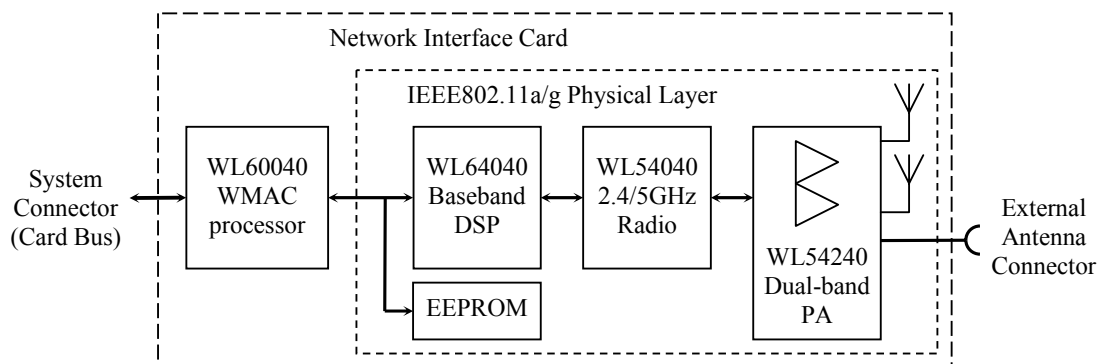 Network Interface Card
IEEE802.11a/g Physical Layer
System
Connector
(Card Bus)
WL60040
WMAC
processor
WL64040
Baseband
DSP
EEPROM
WL54040
2.4/5GHz
Radio
WL54240
Dual-band
PA
External
Antenna
Connector